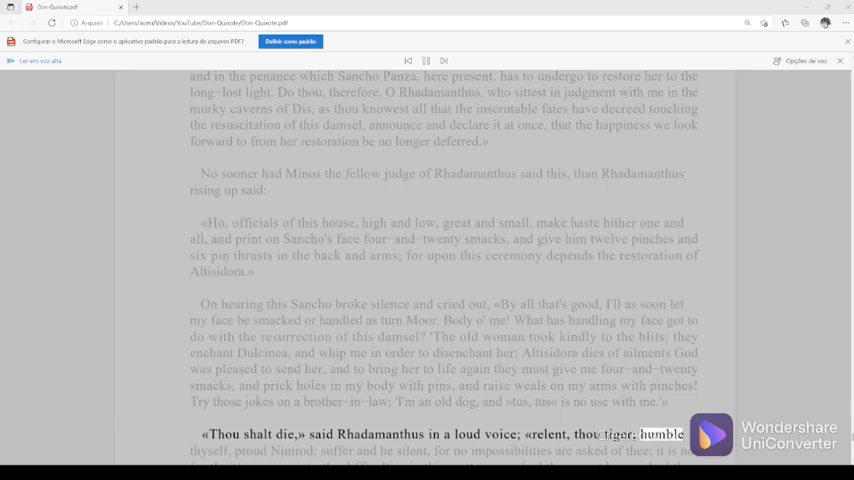 Don-Quixote.pdf
Arquivo
C:/Users/acers/Videos/YouTube/Don-Quixote/Don-Quixote.pdf
Configurar o Microsoft Edge como o aplicativo padrão para a leitura de arquivos PDF?
Definir como padrão
Ler em voz alta
Opções de voz
and in the penance which Sancho Panza, here present, has to undergo to restore her to the
long−lost light. Do thou, therefore, O Rhadamanthus, who sittest in judgment with me in the
murky caverns of Dis, as thou knowest all that the inscrutable fates have decreed touching
the resuscitation of this damsel, announce and declare it at once, that the happiness we look
forward to from her restoration be no longer deferred.»
No sooner had Minos the fellow judge of Rhadamanthus said this, than Rhadamanthus
rising up said:
«Ho, officials of this house, high and low, great and small, make haste hither one and
all, and print on Sancho's face four−and−twenty smacks, and give him twelve pinches and
six pin thrusts in the back and arms; for upon this ceremony depends the restoration of
Altisidora.»
On hearing this Sancho broke silence and cried out, «By all that's good, I'll as soon let
my face be smacked or handled as turn Moor. Body o' me! What has handling my face got to
do with the resurrection of this damsel? 'The old woman took kindly to the blits; they
enchant Dulcinea, and whip me in order to disenchant her; Altisidora dies of ailments God
was pleased to send her, and to bring her to life again they must give me four−and−twenty
smacks, and prick holes in my body with pins, and raise weals on my arms with pinches!
Try those jokes on a brother−in−law; 'I'm an old dog, and »tus, tus« is no use with me.'»
«Thou shalt die,» said Rhadamanthus in a loud voice; «relent, thou tiger, humble
thyself, proud Nimrod; suffer and he silent, for no impossibilities are asked of thee; it is not
Wondershare
UniConverter